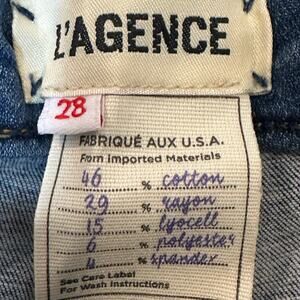 L'AGENCE
28
FABRIQUÉ AUX U.S.A.
From Imported Materials
46 % cotton
29 % rayon
15 % lyocell
6 % polyester
4 % spandex
See Care Label
For Wash Instructions